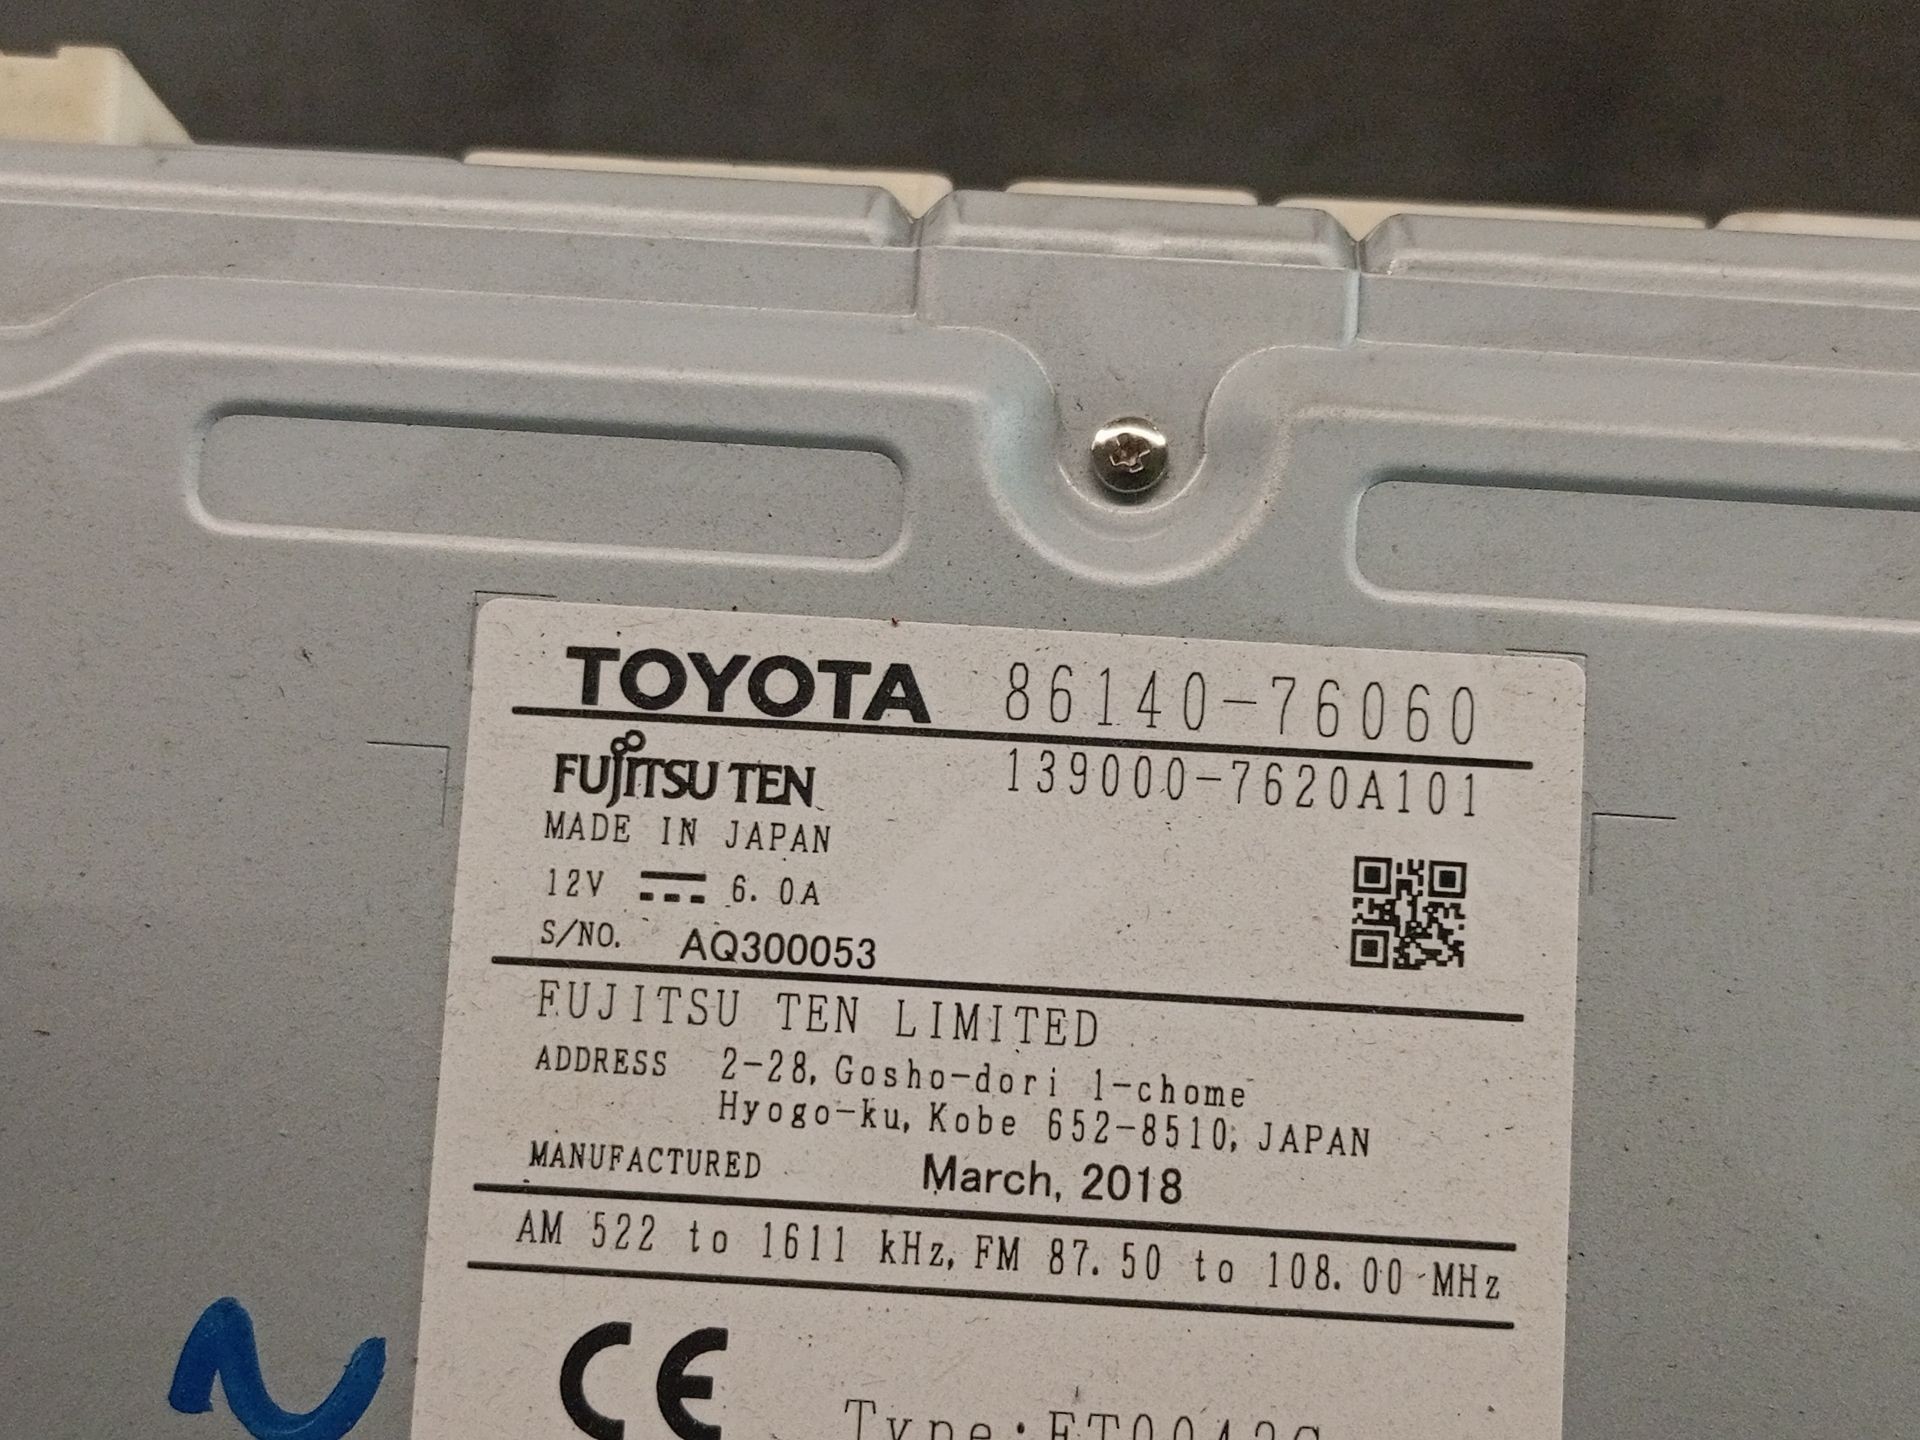 TOYOTA 86140-76060
FUJITSU TEN 139000-7620A101
MADE IN JAPAN
12V 6.0A
S/NO. AQ300053
FUJITSU TEN LIMITED
ADDRESS 2-28, Gosho-dori 1-chome
Hyogo-ku, Kobe 652-8510, JAPAN
MANUFACTURED March, 2018
AM 522 to 1611 kHz, FM 87.50 to 108.00 MHz
CE
Type: